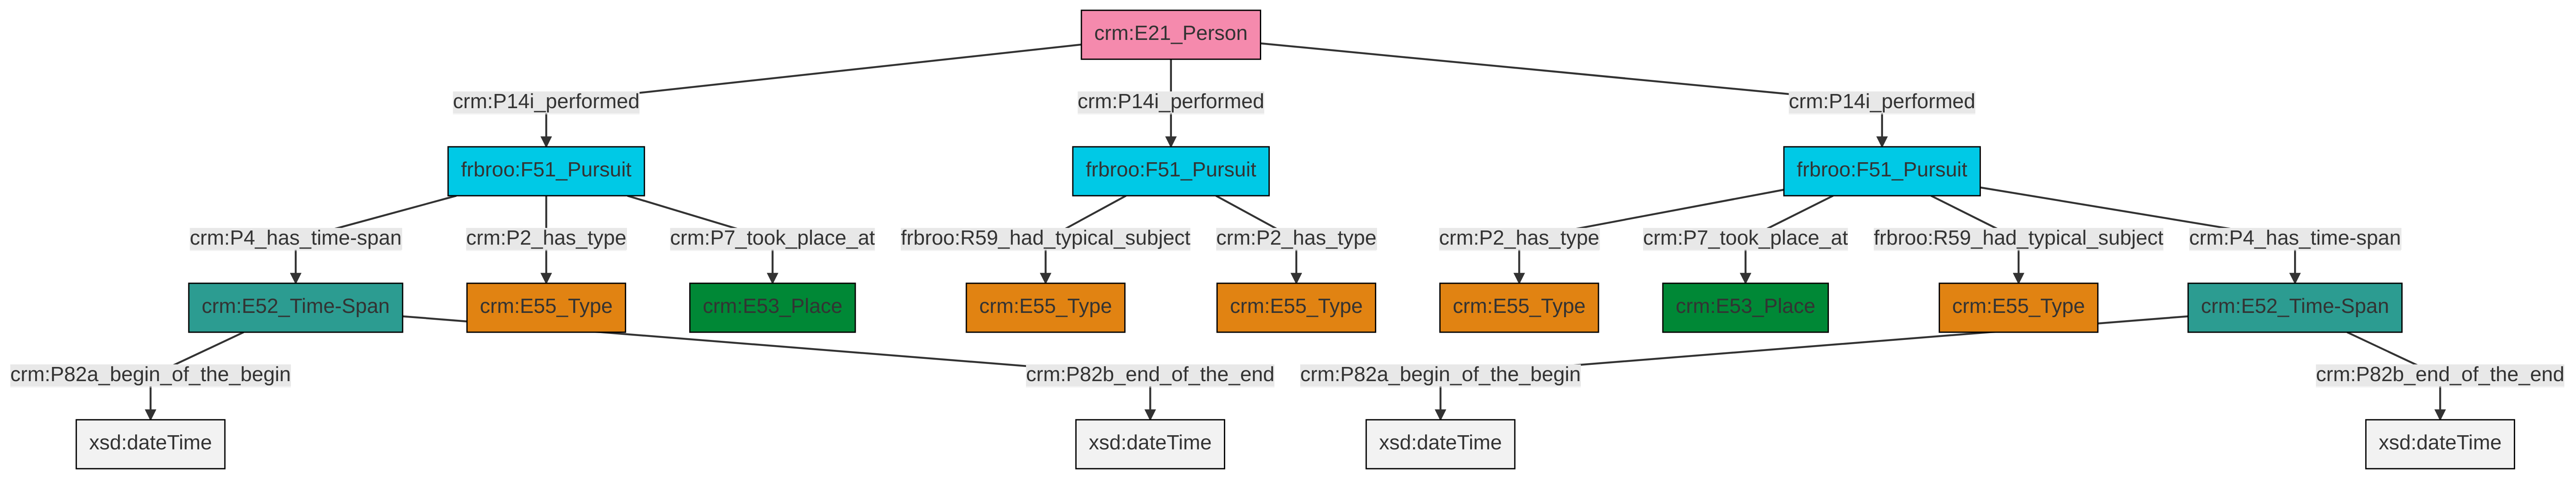 crm:E21_Person
crm:P14i_performed
crm:P14i_performed
crm:P14i_performed
frbroo:F51_Pursuit
frbroo:F51_Pursuit
frbroo:F51_Pursuit
crm:P4_has_time-span
crm:P2_has_type
crm:P7_took_place_at
frbroo:R59_had_typical_subject
crm:P2_has_type
crm:P2_has_type
crm:P7_took_place_at
frbroo:R59_had_typical_subject
crm:P4_has_time-span
crm:E52_Time-Span
crm:E55_Type
crm:E53_Place
crm:E55_Type
crm:E55_Type
crm:E55_Type
crm:E53_Place
crm:E55_Type
crm:E52_Time-Span
crm:P82a_begin_of_the_begin
crm:P82b_end_of_the_end
crm:P82a_begin_of_the_begin
crm:P82b_end_of_the_end
xsd:dateTime
xsd:dateTime
xsd:dateTime
xsd:dateTime